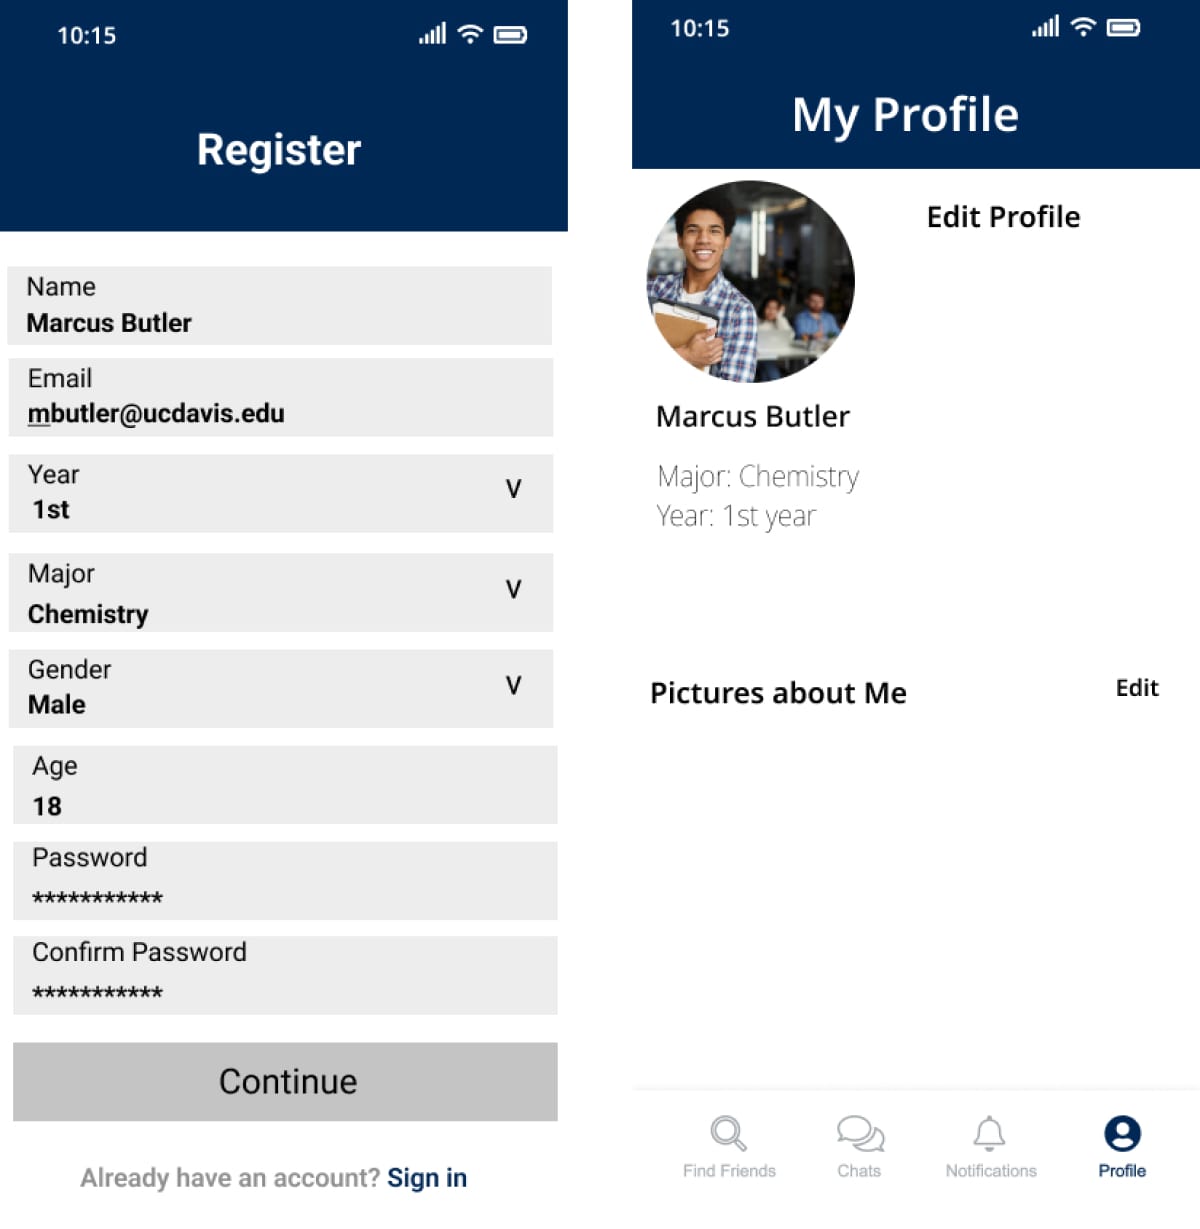 10:15
Register
Name
Marcus Butler
Email
mbutler@ucdavis.edu
Year
1st
V
Major
Chemistry
V
Gender
Male
V
Age
18
Password
***********
Confirm Password
***********
Continue
Already have an account? Sign in
10:15
My Profile
Edit Profile
Marcus Butler
Major: Chemistry
Year: 1st year
Pictures about Me
Edit
Find Friends
Chats
Notifications
Profile